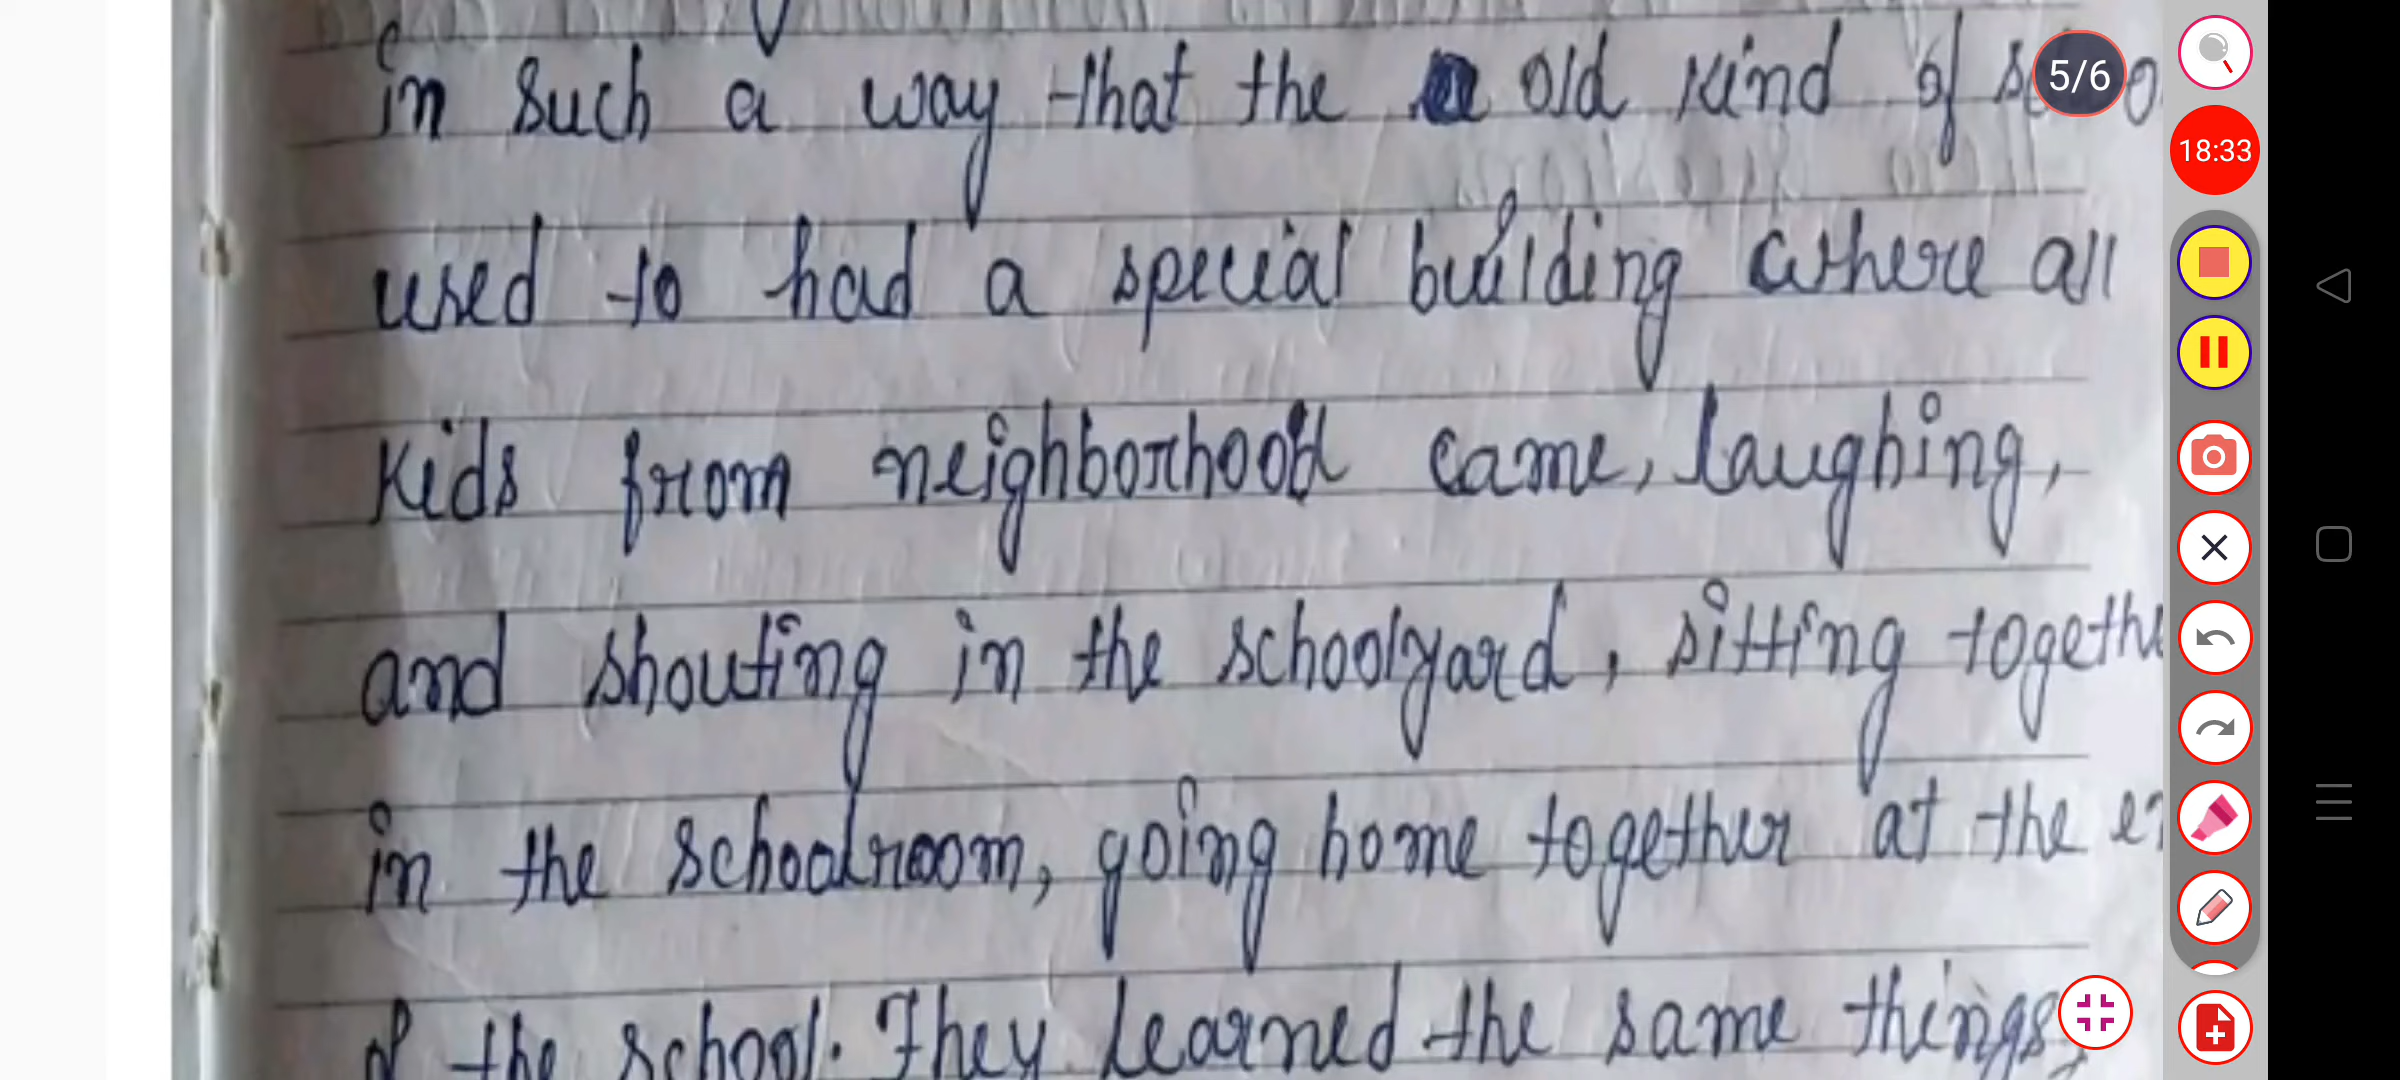 in such a way that the old kind of
5/6
18:33
used to had a special building where all
kids from neighborhood came, laughing,
and shouting in the schoolyard, sitting togethe
in the schoolroom, going home together at the
of the school. They learned the same things,